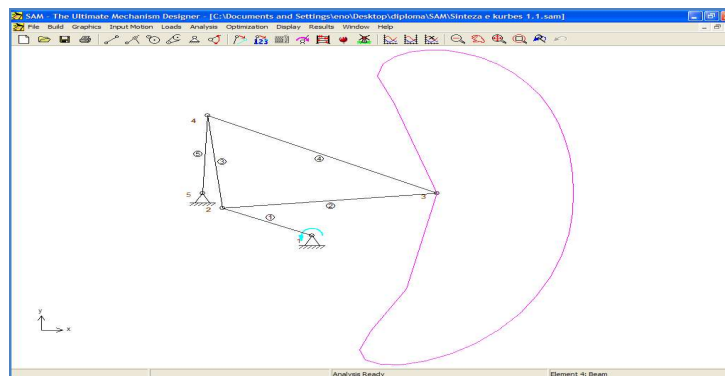 SAM - The Ultimate Mechanism Designer - [C:\Documents and Settings\eno\Desktop\diploma\SAM\Sinteza e kurbes 1.1.sam]
File Build Graphics Input Motion Loads Analysis Optimization Display Results Window Help
123
4
5
3
4
5
2
3
2
1
1
y
x
Analysis Ready
Element 4: Beam